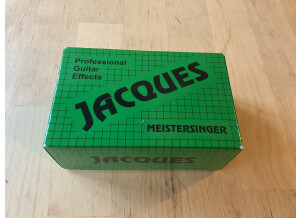 Professional
Guitar
Effects
JACQUES
MEISTERSINGER
JACQUES